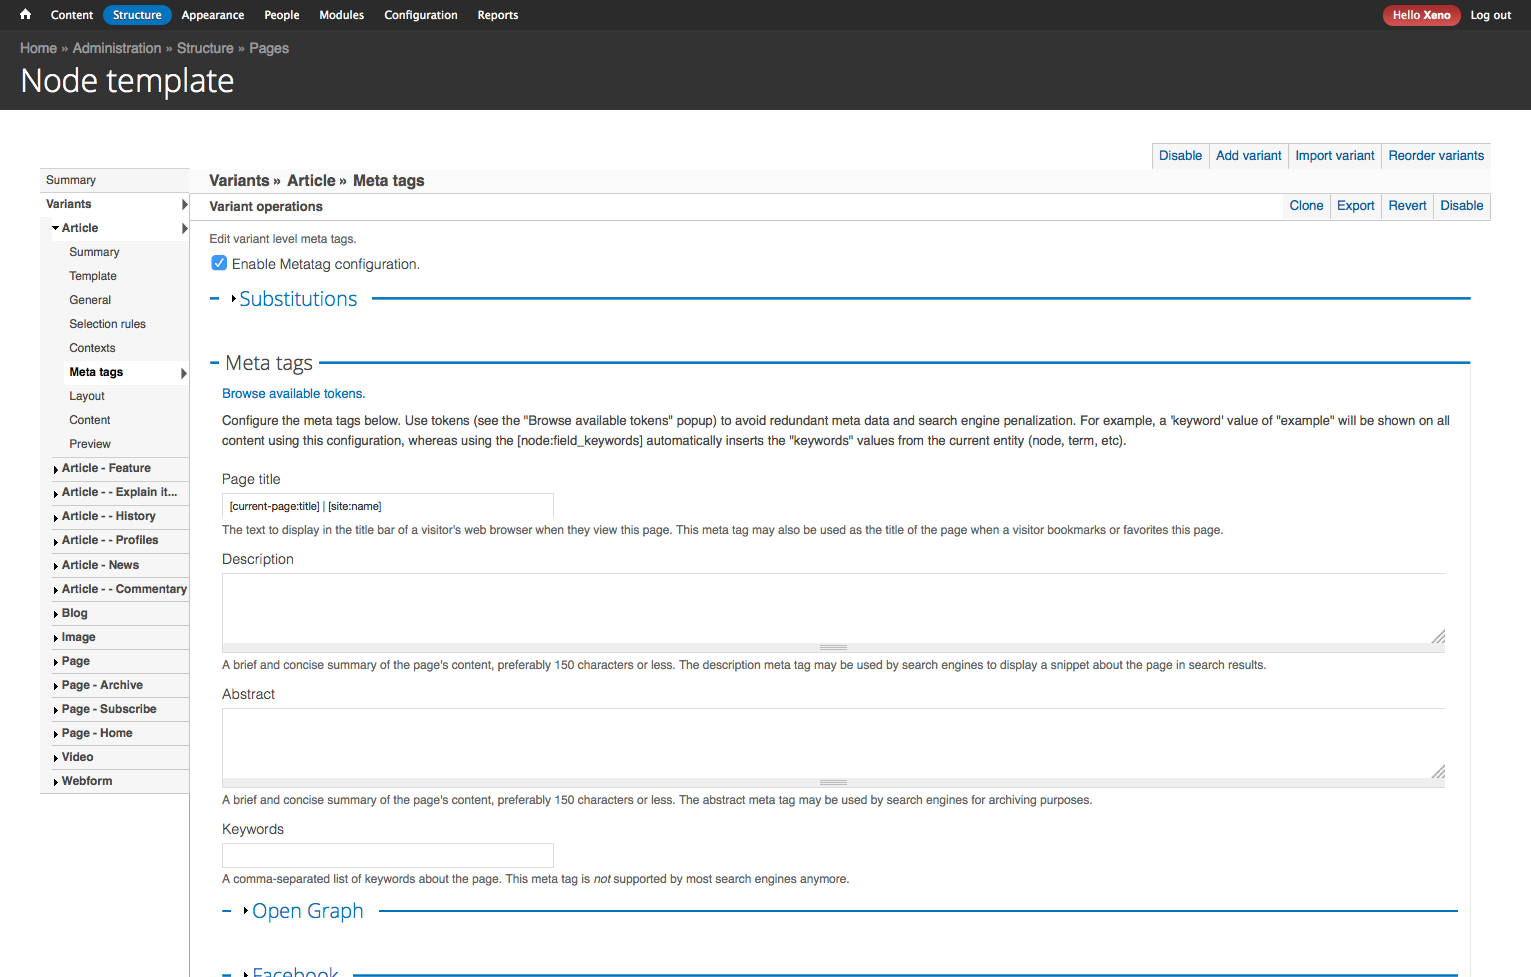 Content Structure Appearance People Modules Configuration Reports Hello Xeno Log out
Home » Administration » Structure » Pages
Node template
Disable Add variant Import variant Reorder variants
Summary
Variants
Article
Summary
Template
General
Selection rules
Contexts
Meta tags
Layout
Content
Preview
Article - Feature
Article - - Explain it...
Article - - History
Article - - Profiles
Article - News
Article - - Commentary
Blog
Image
Page
Page - Archive
Page - Subscribe
Page - Home
Video
Webform
Variants » Article » Meta tags
Variant operations
Clone Export Revert Disable
Edit variant level meta tags.
Enable Metatag configuration.
Substitutions
Meta tags
Browse available tokens.
Configure the meta tags below. Use tokens (see the "Browse available tokens" popup) to avoid redundant meta data and search engine penalization. For example, a 'keyword' value of "example" will be shown on all
content using this configuration, whereas using the [node:field_keywords] automatically inserts the "keywords" values from the current entity (node, term, etc).
Page title
[current-page:title] | [site:name]
The text to display in the title bar of a visitor's web browser when they view this page. This meta tag may also be used as the title of the page when a visitor bookmarks or favorites this page.
Description
A brief and concise summary of the page's content, preferably 150 characters or less. The description meta tag may be used by search engines to display a snippet about the page in search results.
Abstract
A brief and concise summary of the page's content, preferably 150 characters or less. The abstract meta tag may be used by search engines for archiving purposes.
Keywords
A comma-separated list of keywords about the page. This meta tag is not supported by most search engines anymore.
Open Graph
Facebook